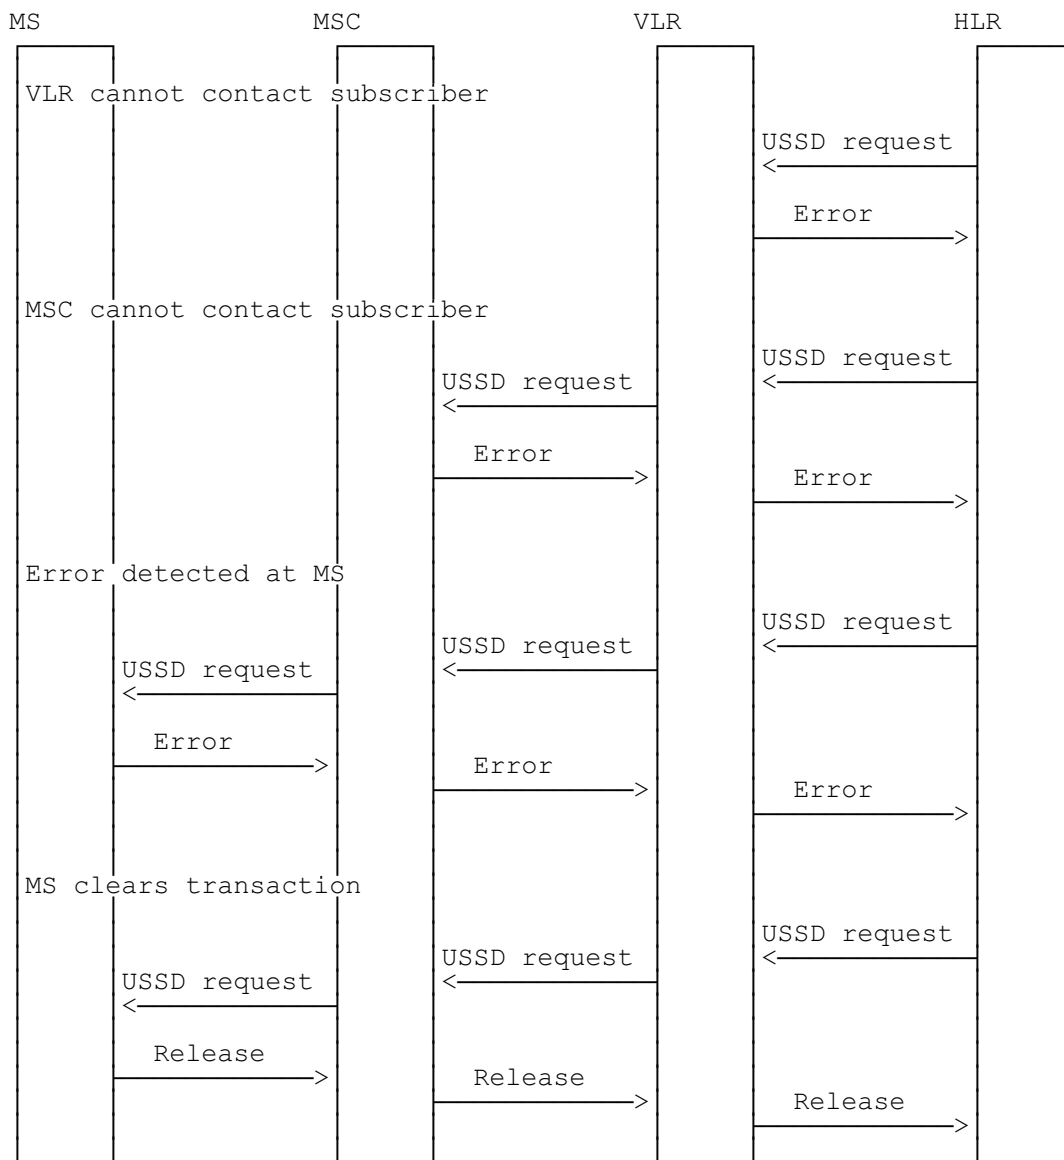 MS MSC VLR HLR
VLR cannot contact subscriber
USSD request
Error
MSC cannot contact subscriber
USSD request
USSD request
Error
Error
Error detected at MS
USSD request
USSD request
USSD request
Error
Error
Error
MS clears transaction
USSD request
USSD request
USSD request
Release
Release
Release